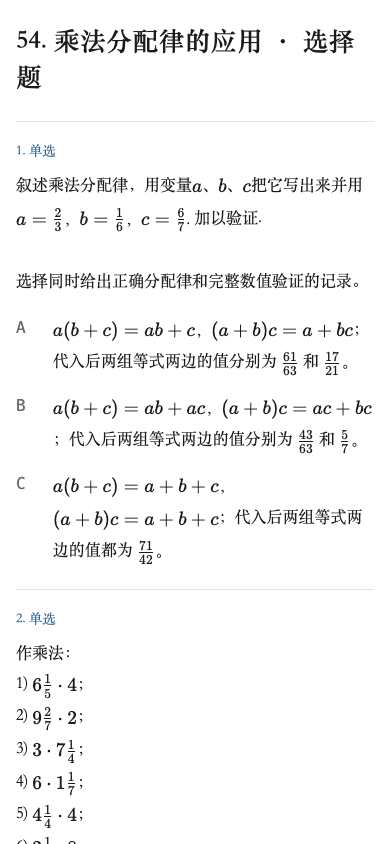 54. 乘法分配律的应用 · 选择
题
1. 单选
叙述乘法分配律，用变量a、b、c把它写出来并用
a = 2/3, b = 1/6, c = 6/7. 加以验证.
选择同时给出正确分配律和完整数值验证的记录。
A a(b + c) = ab + c, (a + b)c = a + bc;
代入后两组等式两边的值分别为 61/63 和 17/21。
B a(b + c) = ab + ac, (a + b)c = ac + bc
；代入后两组等式两边的值分别为 43/63 和 5/7。
C a(b + c) = a + b + c,
(a + b)c = a + b + c；代入后两组等式两
边的值都为 71/42。
2. 单选
作乘法：
1) 6 1/5 · 4;
2) 9 2/7 · 2;
3) 3 · 7 1/4;
4) 6 · 1 1/7;
5) 4 1/4 · 4;